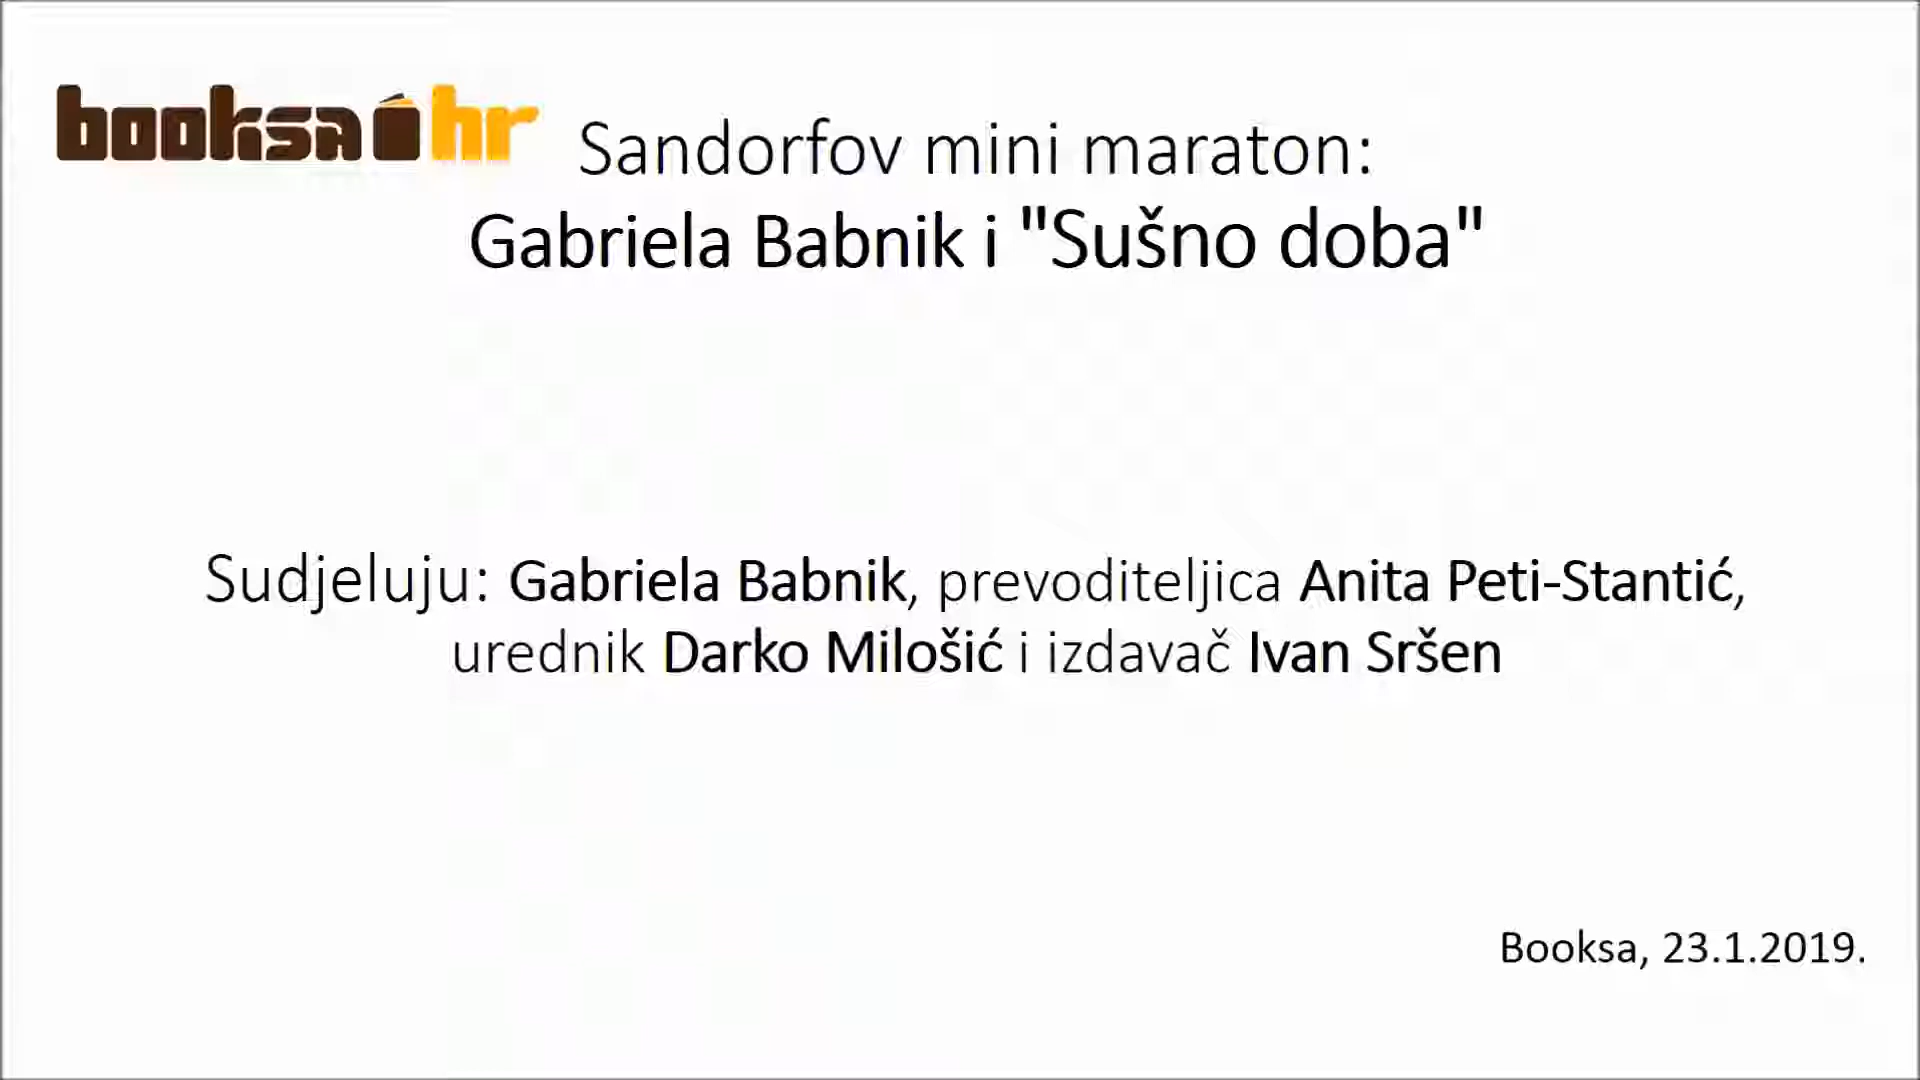 booksa hr
Sandorfov mini maraton:
Gabriela Babnik i "Sušno doba"
Sudjeluju: Gabriela Babnik, prevoditeljica Anita Peti-Stantić,
urednik Darko Milošić i izdavač Ivan Sršen
Booksa, 23.1.2019.